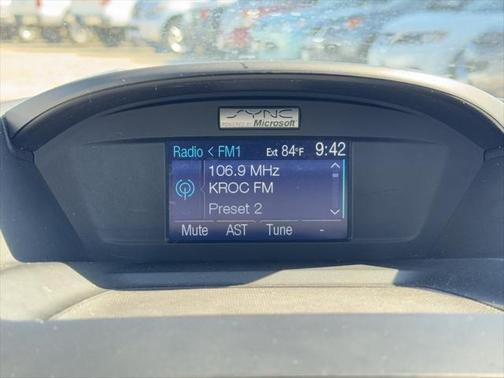 SYNC
POWERED BY Microsoft
Radio < FM1 Ext 84°F 9:42
106.9 MHz
KROC FM
Preset 2
Mute AST Tune -